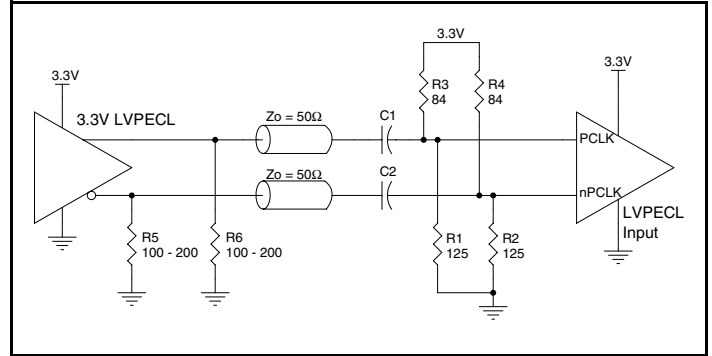 3.3V
3.3V LVPECL
R5
100 - 200
R6
100 - 200
Zo = 50Ω
Zo = 50Ω
C1
C2
3.3V
R3
84
R4
84
R1
125
R2
125
3.3V
PCLK
nPCLK
LVPECL
Input